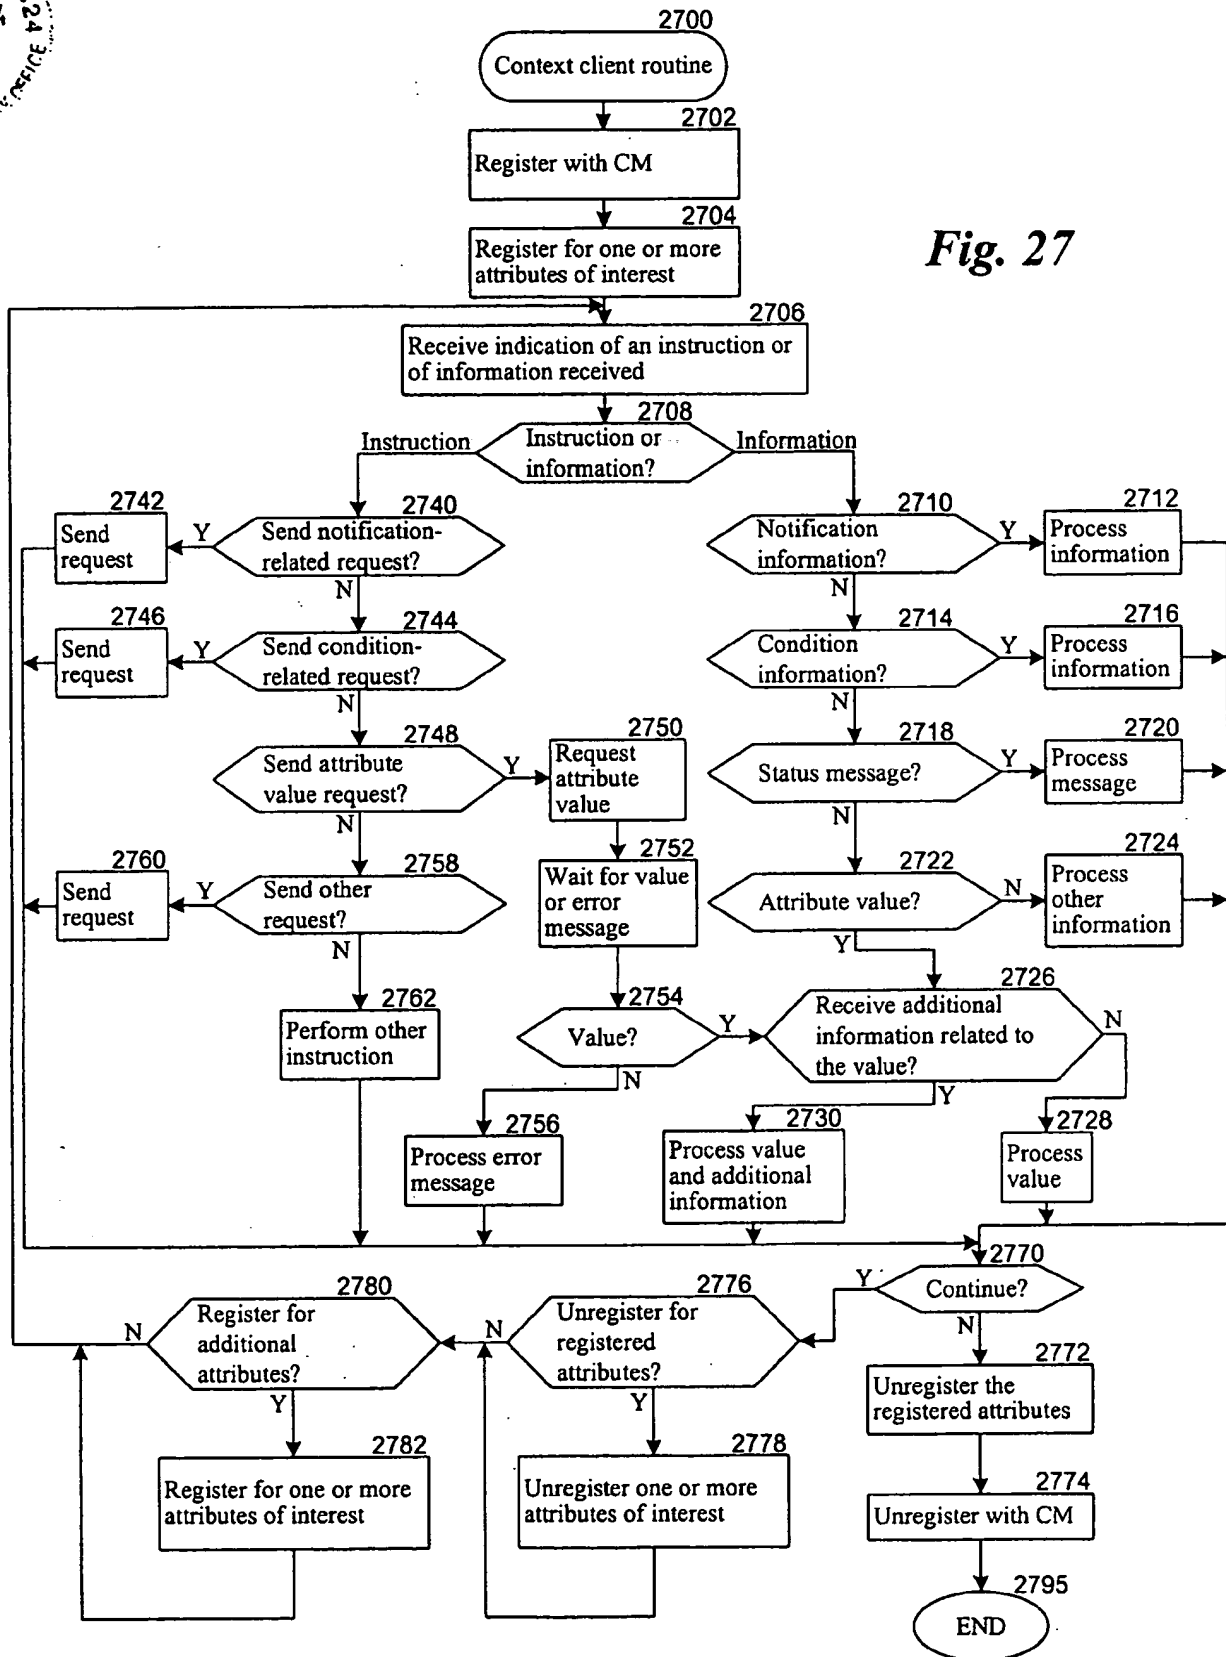 2700
Context client routine
2702
Register with CM
2704
Register for one or more
attributes of interest
Fig. 27
2706
Receive indication of an instruction or
of information received
2708
Instruction
Instruction or
information?
Information
2742
Send
request
Y
2740
Send notification-
related request?
N
2710
Notification
information?
Y
N
2712
Process
information
2746
Send
request
Y
2744
Send condition-
related request?
N
2714
Condition
information?
Y
N
2716
Process
information
2748
Send attribute
value request?
Y
N
2750
Request
attribute
value
2718
Status message?
Y
N
2720
Process
message
2760
Send
request
Y
2758
Send other
request?
N
2752
Wait for value
or error
message
2722
Attribute value?
N
Y
2724
Process
other
information
2762
Perform other
instruction
2754
Value?
Y
N
2726
Receive additional
information related to
the value?
N
Y
2756
Process error
message
2730
Process value
and additional
information
2728
Process
value
2770
Continue?
Y
N
2780
Register for
additional
attributes?
N
Y
2776
Unregister for
registered
attributes?
N
Y
2772
Unregister the
registered attributes
2782
Register for one or more
attributes of interest
2778
Unregister one or more
attributes of interest
2774
Unregister with CM
2795
END